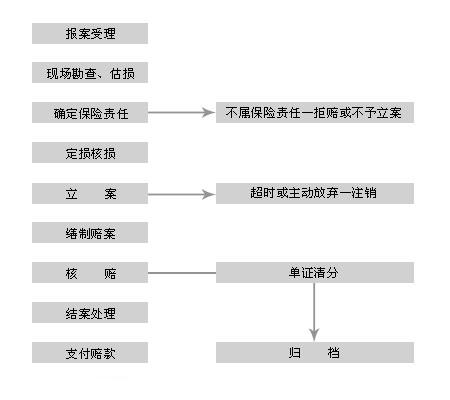 报案受理
现场勘查、估损
确定保险责任
不属保险责任一拒赔或不予立案
定损核损
立 案
超时或主动放弃一注销
缮制赔案
核 赔
单证清分
结案处理
支付赔款
归 档